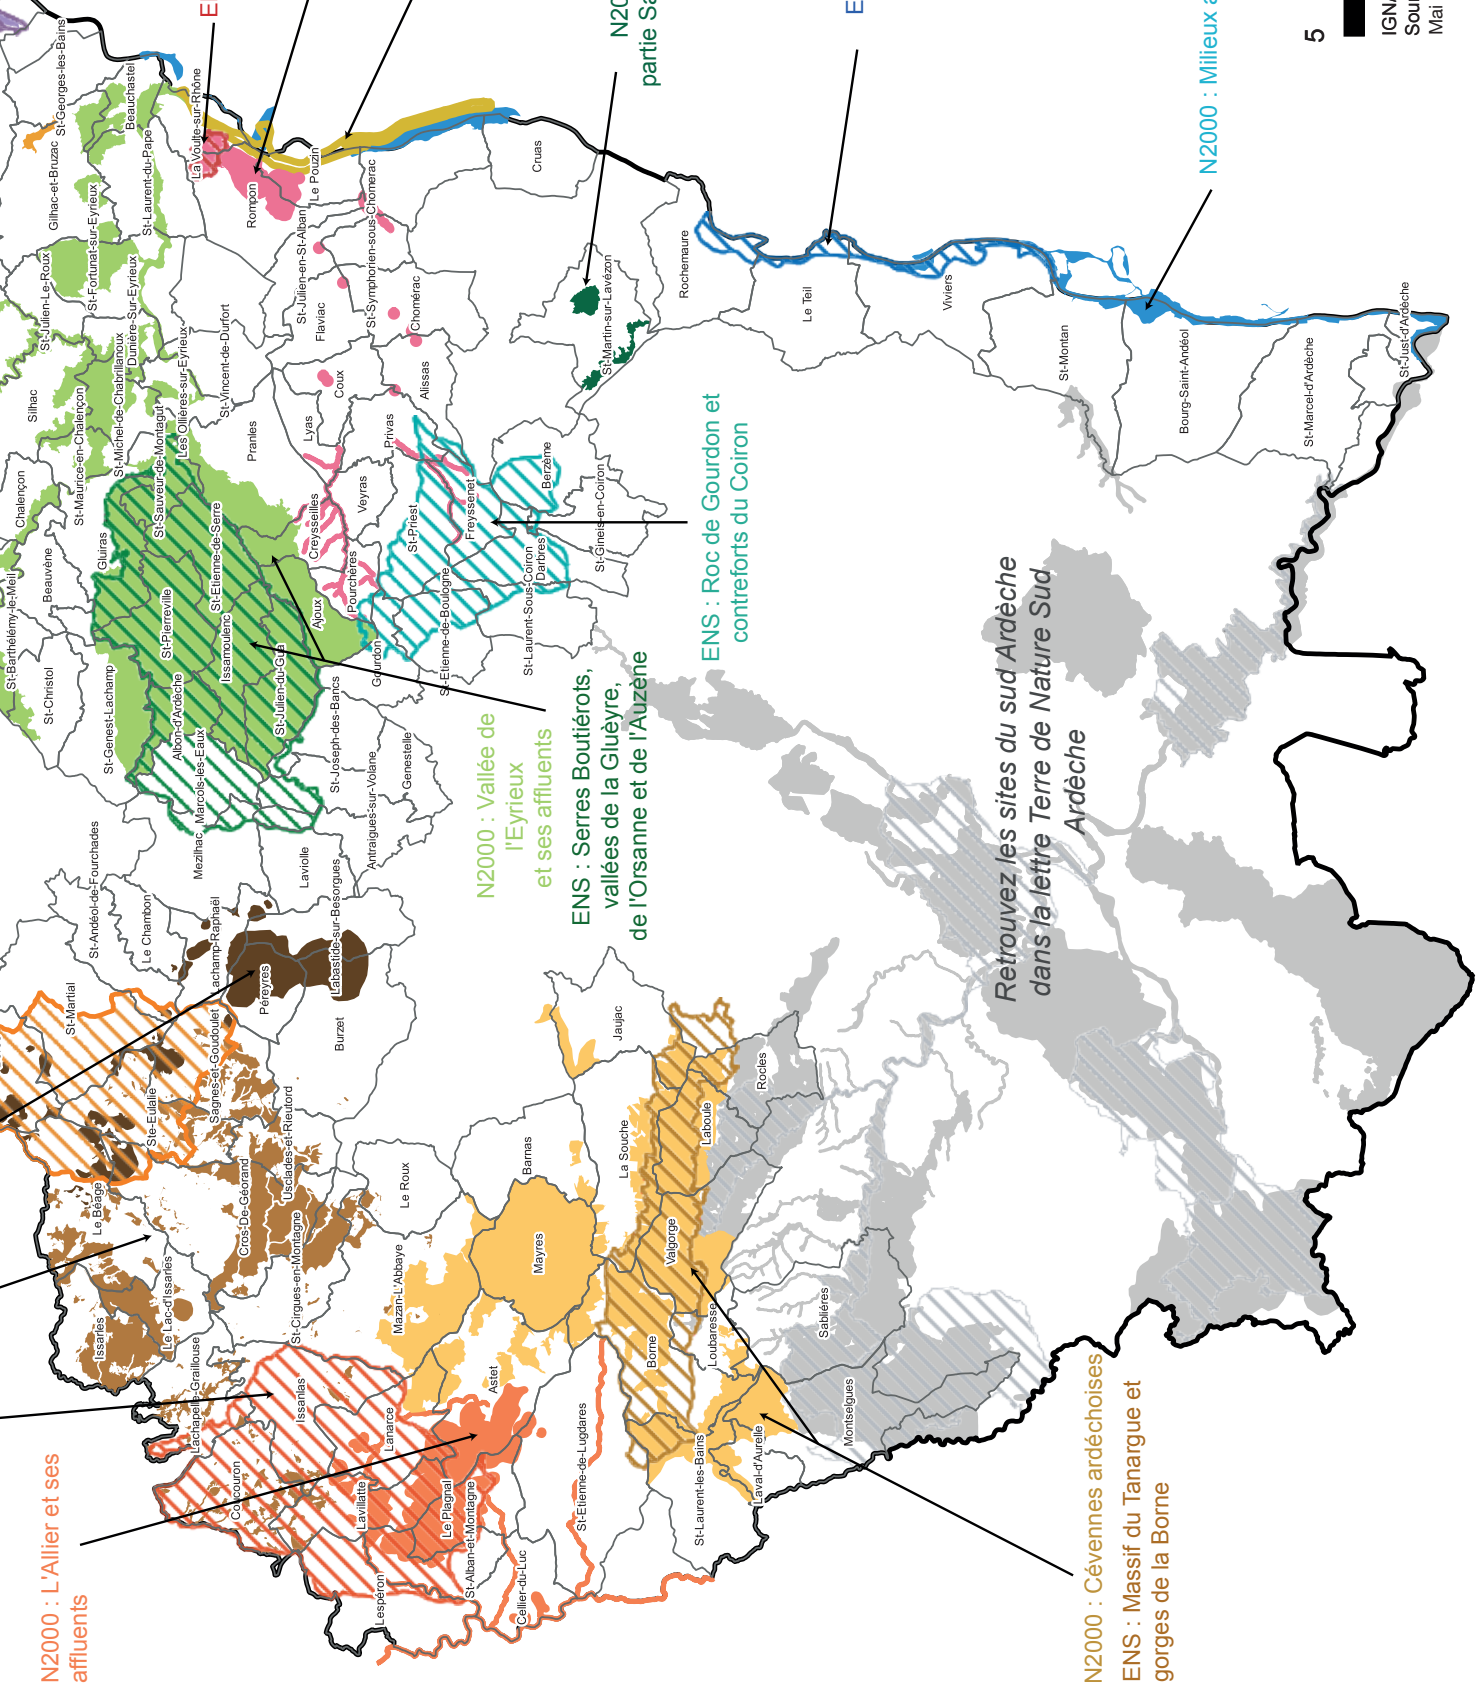 N2000 : L'Allier et ses
affluents
N2000 : Cévennes ardéchoises
ENS : Massif du Tanargue et
gorges de la Borne
N2000 : Vallée de
l'Eyrieux
et ses affluents
ENS : Serres Boutiérots,
vallées de la Glueyre,
de l'Orsanne et de l'Auzène
ENS : Roc de Gourdon et
contreforts du Coiron
Retrouvez les sites du sud Ardèche
dans la lettre Terre de Nature Sud
Ardèche
N20
partie Sa
N2000 : Milieux a
5
IGN
Sour
Mai
Lespéron
Coucouron
Lachapelle-Graillouse
Issanlas
Lanarce
Lavillatte
Le Plagnal
St-Alban-et-Montagne
Cellier-du-Luc
St-Etienne-de-Lugdares
Astet
St-Laurent-les-Bains
Laval-d'Aurelle
Montselgues
Loubaresse
Borne
Sablières
Valgorge
Laboule
Rocles
La Souche
Jaujac
Barnas
Mayres
Mazan-L'Abbaye
Le Roux
St-Cirgues-en-Montagne
Usclades-et-Rieutord
Cros-De-Géorand
Le Lac-d'Issarles
Issarles
Le Béage
Ste-Eulalie
Sagnes-et-Goudoulet
St-Martial
Burzet
Péreyres
Labastide-sur-Besorgues
Lachamp-Raphaël
Le Chambon
St-Andéol-de-Fourchades
Mezilhac
Laviolle
Antraigues-sur-Volane
Genestelle
St-Joseph-des-Bancs
Marcols-les-Eaux
Albon-d'Ardèche
St-Genest-Lachamp
St-Julien-du-Gua
Issamoulenc
St-Pierreville
St-Etienne-de-Serre
Gluiras
St-Christol
St-Barthélémy-le-Meil
Beauvène
Chalençon
St-Maurice-en-Chalençon
Silhac
St-Michel-de-Chabrillanoux
St-Sauveur-de-Montagut
Les Ollières-sur-Eyrieux
Dunière-Sur-Eyrieux
St-Julien-Le-Roux
St-Fortunat-sur-Eyrieux
Gilhac-et-Bruzac
St-Georges-les-Bains
St-Laurent-du-Pape
Beauchastel
La Voulte-sur-Rhône
Rompon
Le Pouzin
St-Vincent-de-Durfort
Pranles
Lyas
Coux
Flaviac
St-Julien-en-St-Alban
St-Symphorien-sous-Chomerac
Chomérac
Alissas
Privas
Veyras
Creysseilles
Pourchères
Ajoux
Gourdon
St-Priest
Freyssenet
St-Etienne-de-Boulogne
St-Laurent-Sous-Coiron
Darbres
Berzème
St-Gineis-en-Coiron
St-Martin-sur-Lavézon
Cruas
Rochemaure
Le Teil
Viviers
St-Montan
Bourg-Saint-Andéol
St-Marcel-d'Ardèche
St-Just-d'Ardèche